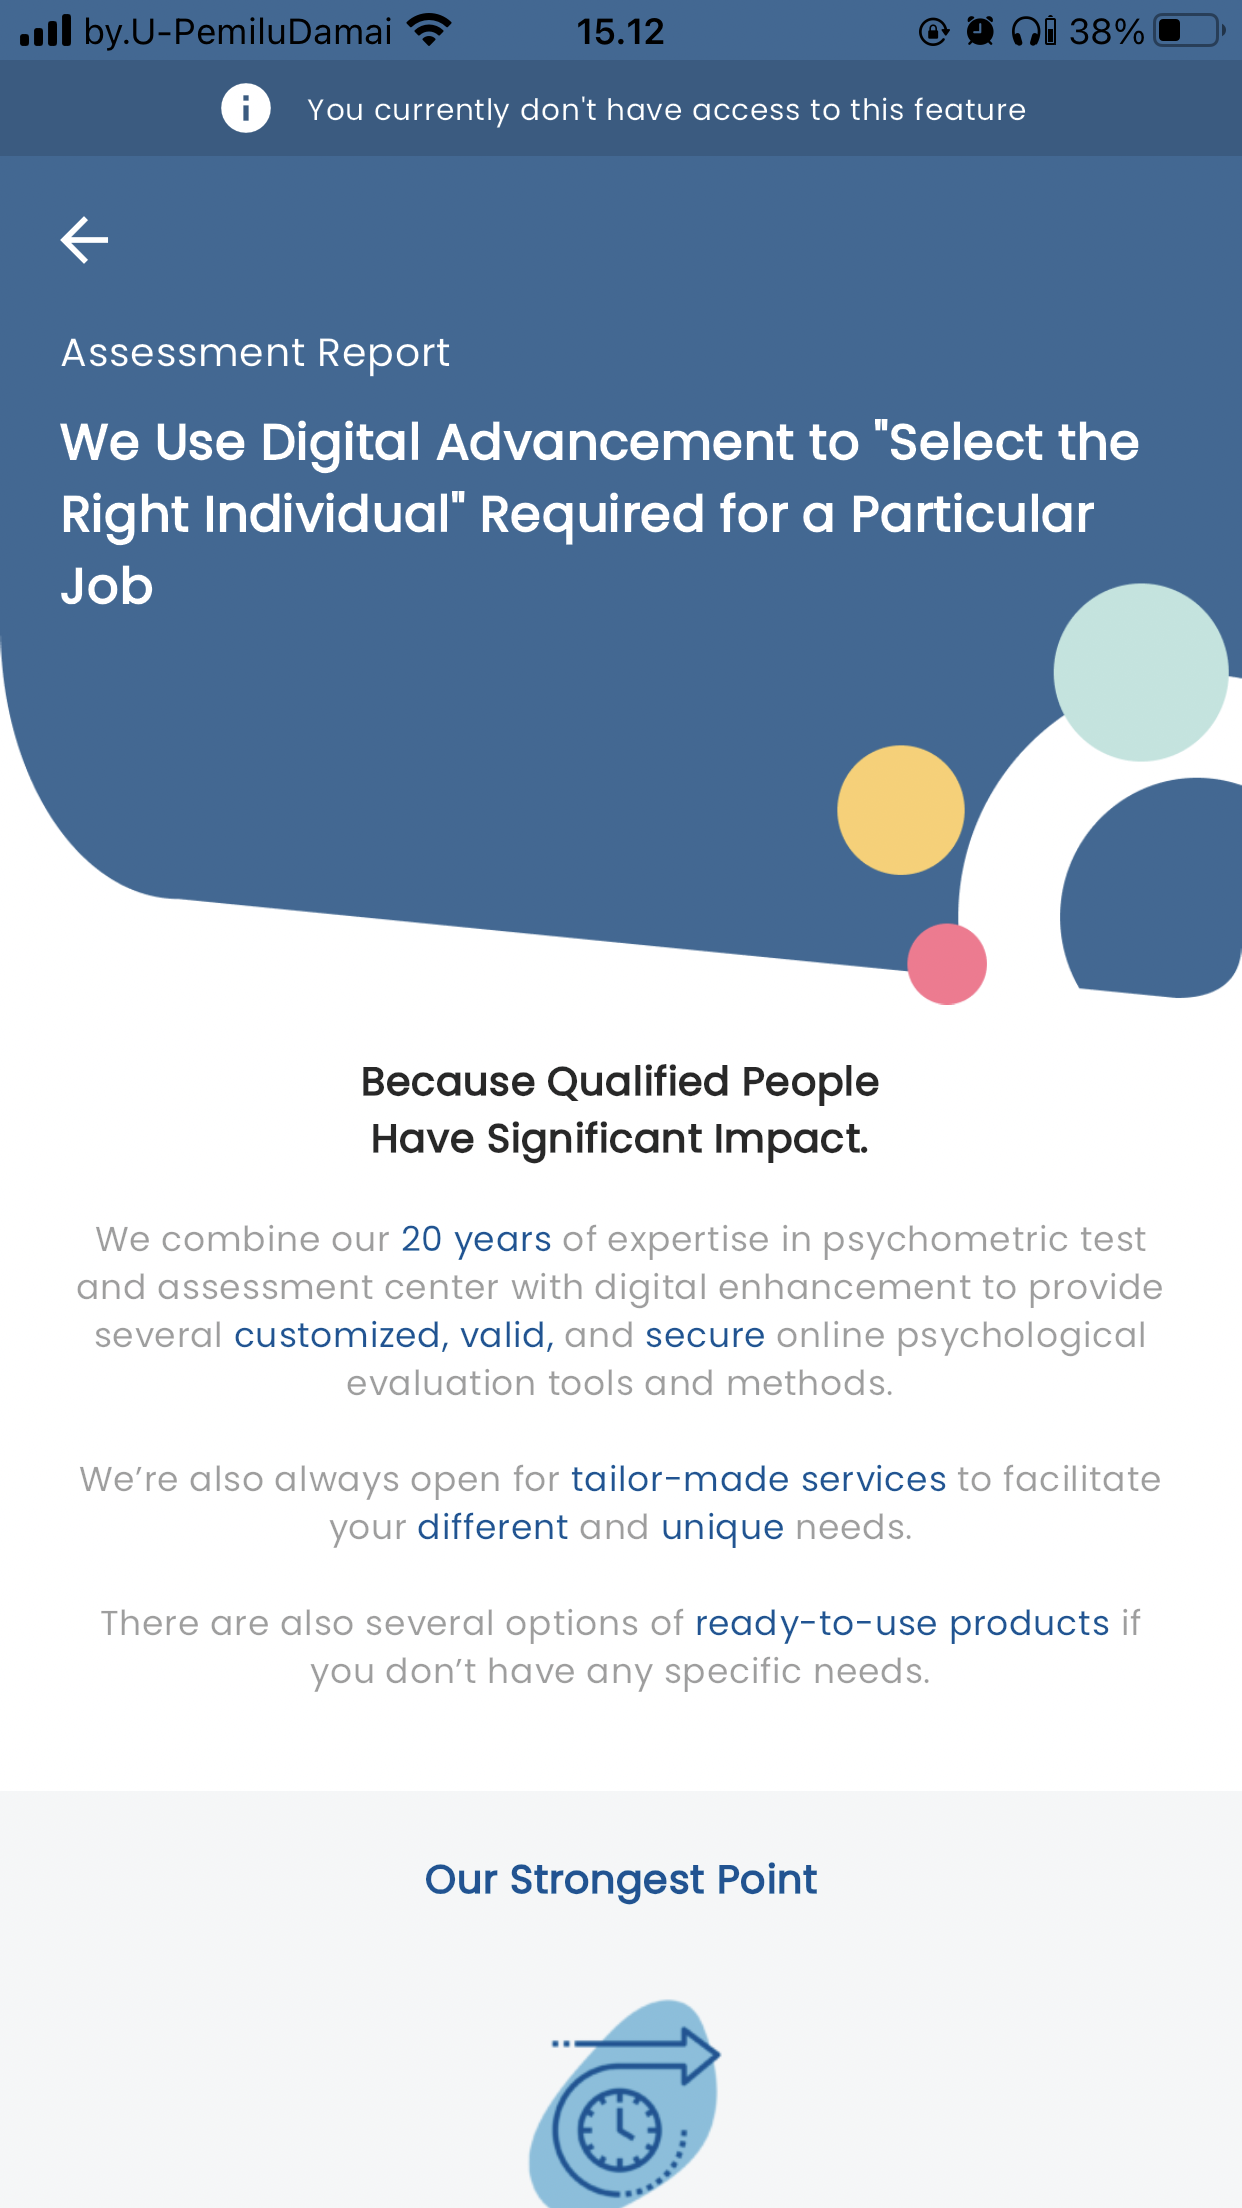 by.U-PemiluDamai 15.12 38%
You currently don't have access to this feature
Assessment Report
We Use Digital Advancement to "Select the
Right Individual" Required for a Particular
Job
Because Qualified People
Have Significant Impact.
We combine our 20 years of expertise in psychometric test
and assessment center with digital enhancement to provide
several customized, valid, and secure online psychological
evaluation tools and methods.
We’re also always open for tailor-made services to facilitate
your different and unique needs.
There are also several options of ready-to-use products if
you don’t have any specific needs.
Our Strongest Point